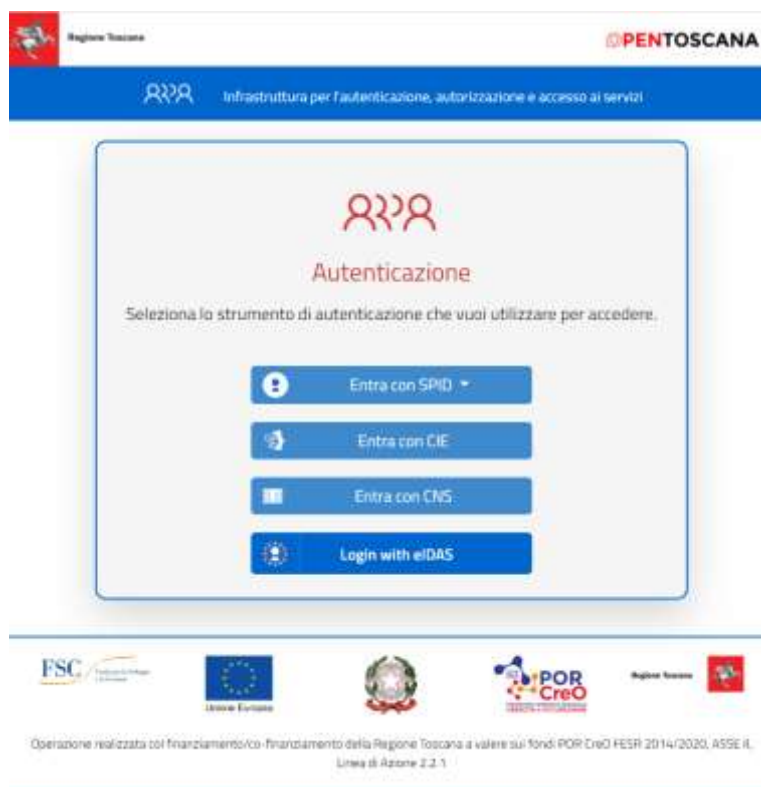 Regione Toscana
OPENTOSCANA
Infrastruttura per l'autenticazione, autorizzazione e accesso ai servizi
Autenticazione
Seleziona lo strumento di autenticazione che vuoi utilizzare per accedere.
Entra con SPID
Entra con CIE
Entra con CNS
Login with eIDAS
FSC
Unione Europea
POR
CreO
Regione Toscana
Operazione realizzata col finanziamento/co-finanziamento della Regione Toscana a valere sui fondi POR CreO FESR 2014/2020, ASSE II,
Linea di Azione 2.2.1